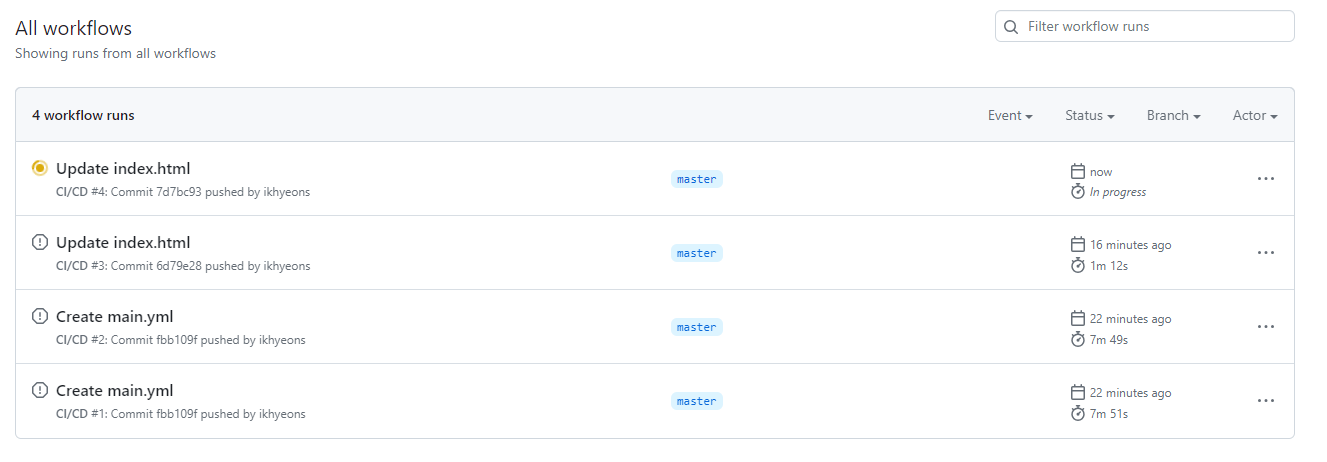 All workflows
Filter workflow runs
Showing runs from all workflows
4 workflow runs
Event
Status
Branch
Actor
Update index.html
CI/CD #4: Commit 7d7bc93 pushed by ikhyeons
master
now
In progress
Update index.html
CI/CD #3: Commit 6d79e28 pushed by ikhyeons
master
16 minutes ago
1m 12s
Create main.yml
CI/CD #2: Commit fbb109f pushed by ikhyeons
master
22 minutes ago
7m 49s
Create main.yml
CI/CD #1: Commit fbb109f pushed by ikhyeons
master
22 minutes ago
7m 51s